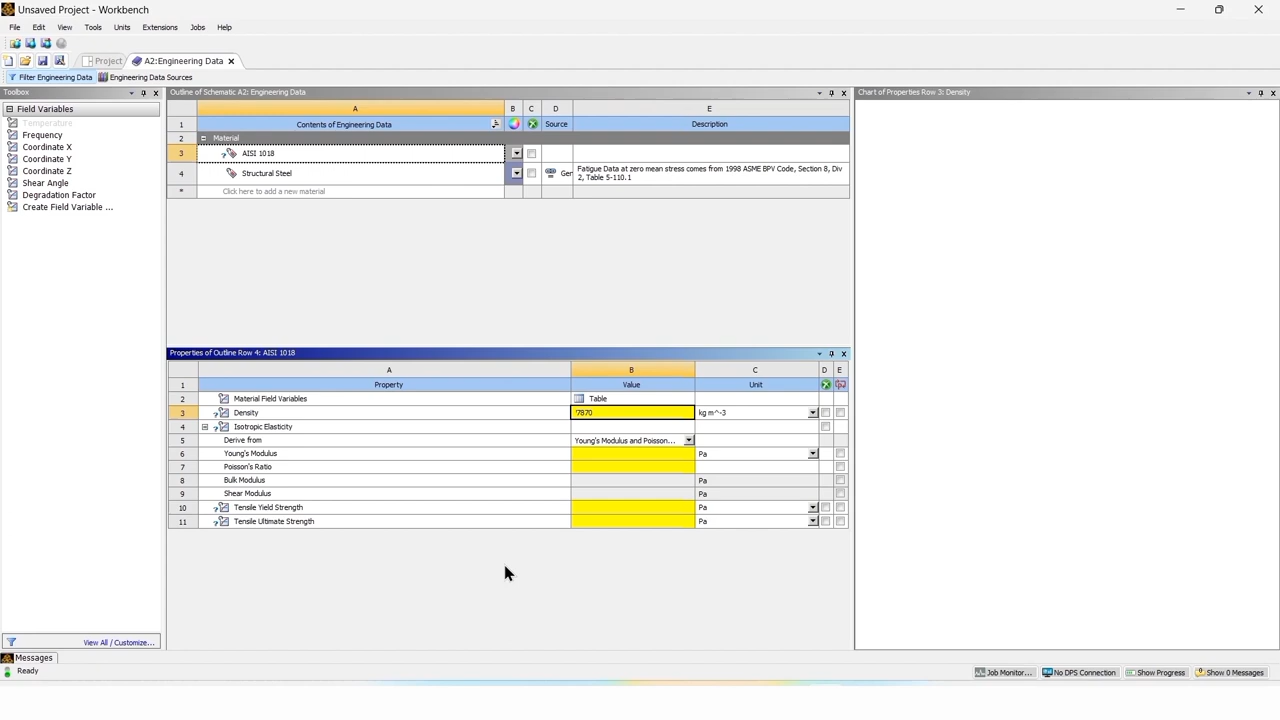 Unsaved Project - Workbench
File Edit View Tools Units Extensions Jobs Help
Project A2:Engineering Data
Filter Engineering Data Engineering Data Sources
Toolbox
Field Variables
Temperature
Frequency
Coordinate X
Coordinate Y
Coordinate Z
Shear Angle
Degradation Factor
Create Field Variable ...
View All / Customize...
Outline of Schematic A2: Engineering Data
A B C D E
1 Contents of Engineering Data Source Description
2 Material
3 ? AISI 1018
4 Structural Steel Ger Fatigue Data at zero mean stress comes from 1998 ASME BPV Code, Section 8, Div
2, Table 5-110.1
* Click here to add a new material
Properties of Outline Row 4: AISI 1018
A B C D E
1 Property Value Unit
2 Material Field Variables Table
3 ? Density '7870 kg m^-3
4 ? Isotropic Elasticity
5 Derive from Young's Modulus and Poisson...
6 Young's Modulus Pa
7 Poisson's Ratio
8 Bulk Modulus Pa
9 Shear Modulus Pa
10 ? Tensile Yield Strength Pa
11 ? Tensile Ultimate Strength Pa
Chart of Properties Row 3: Density
Messages
Ready
Job Monitor... No DPS Connection Show Progress Show 0 Messages